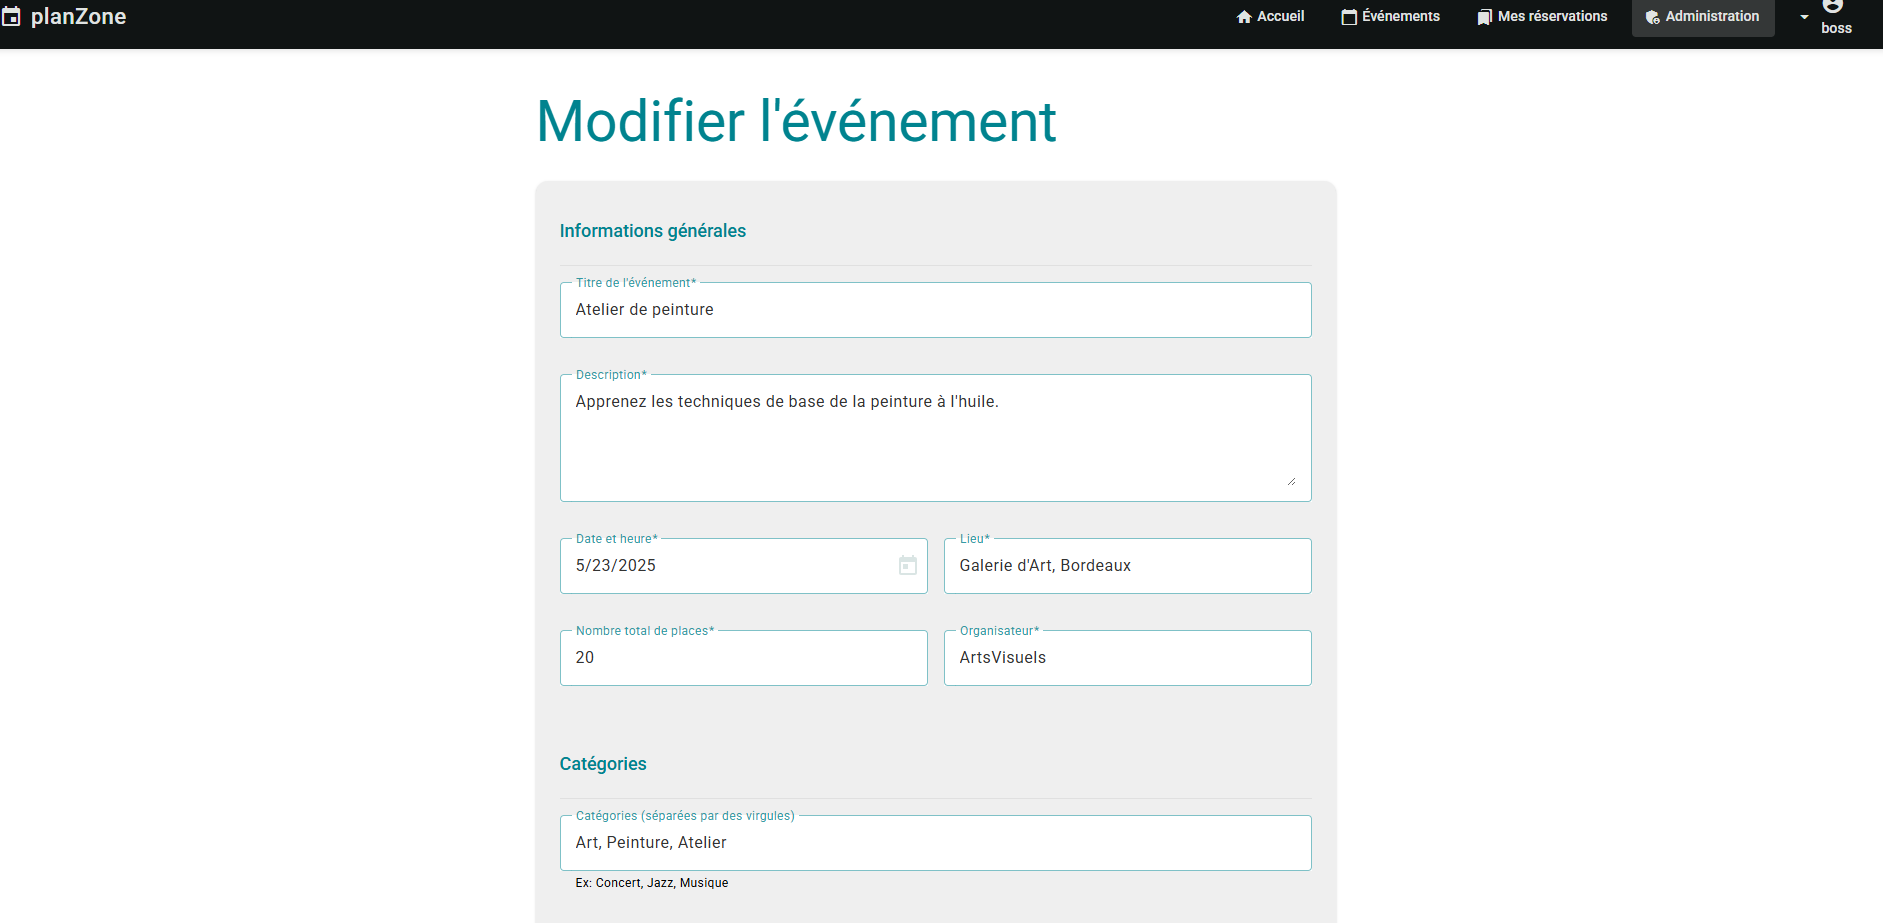 planZone
Accueil
Événements
Mes réservations
Administration
boss
Modifier l'événement
Informations générales
Titre de l'événement*
Atelier de peinture
Description*
Apprenez les techniques de base de la peinture à l'huile.
Date et heure*
5/23/2025
Lieu*
Galerie d'Art, Bordeaux
Nombre total de places*
20
Organisateur*
ArtsVisuels
Catégories
Catégories (séparées par des virgules)
Art, Peinture, Atelier
Ex: Concert, Jazz, Musique